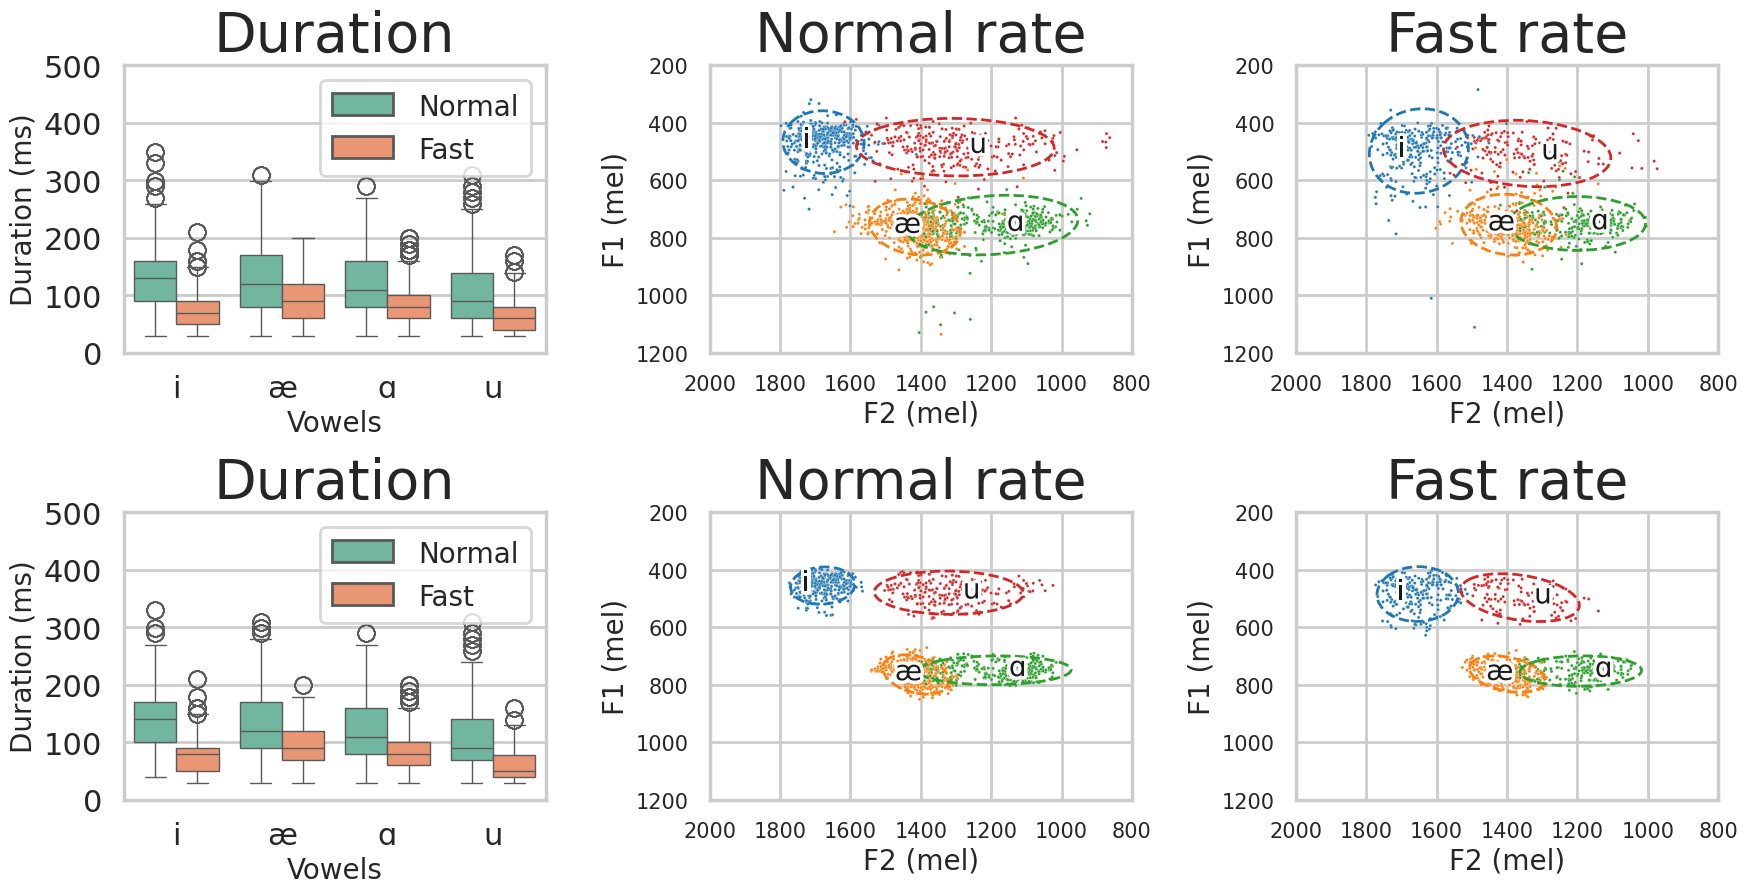 Duration
Normal rate
Fast rate
Duration (ms)
500
400
300
200
100
0
Normal
Fast
i æ ɑ u
Vowels
F1 (mel)
200
400
600
800
1000
1200
i
u
æ
ɑ
2000 1800 1600 1400 1200 1000 800
F2 (mel)
F1 (mel)
200
400
600
800
1000
1200
i
u
æ
ɑ
2000 1800 1600 1400 1200 1000 800
F2 (mel)
Duration
Normal rate
Fast rate
Duration (ms)
500
400
300
200
100
0
Normal
Fast
i æ ɑ u
Vowels
F1 (mel)
200
400
600
800
1000
1200
i
u
æ
ɑ
2000 1800 1600 1400 1200 1000 800
F2 (mel)
F1 (mel)
200
400
600
800
1000
1200
i
u
æ
ɑ
2000 1800 1600 1400 1200 1000 800
F2 (mel)